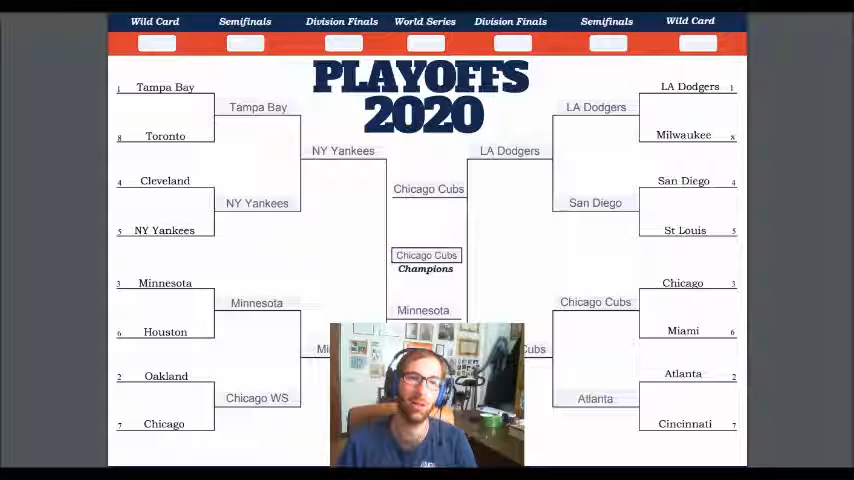 Wild Card Semifinals Division Finals World Series Division Finals Semifinals Wild Card
PLAYOFFS
2020
1 Tampa Bay
Tampa Bay
8 Toronto
NY Yankees
4 Cleveland
NY Yankees
5 NY Yankees
3 Minnesota
Minnesota
6 Houston
2 Oakland
Chicago WS
7 Chicago
Chicago Cubs
Chicago Cubs
Champions
Minnesota
LA Dodgers 1
LA Dodgers
Milwaukee 8
LA Dodgers
San Diego 4
San Diego
St Louis 5
Chicago 3
Chicago Cubs
Miami 6
Cubs
Atlanta 2
Atlanta
Cincinnati 7